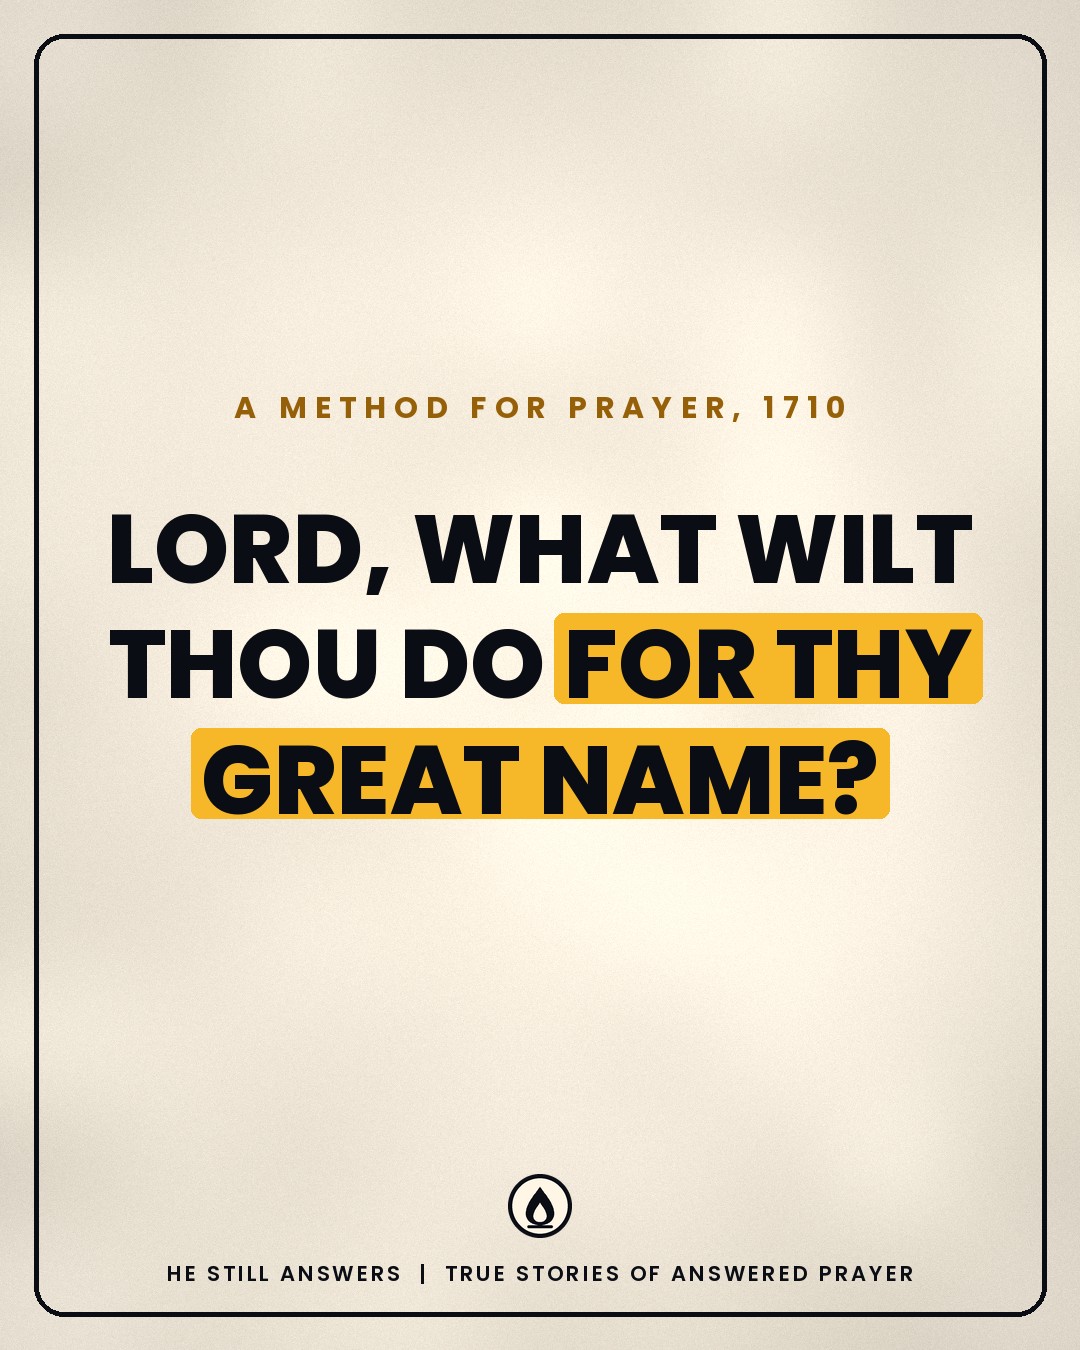 A METHOD FOR PRAYER, 1710
LORD, WHAT WILT
THOU DO FOR THY
GREAT NAME?
HE STILL ANSWERS | TRUE STORIES OF ANSWERED PRAYER